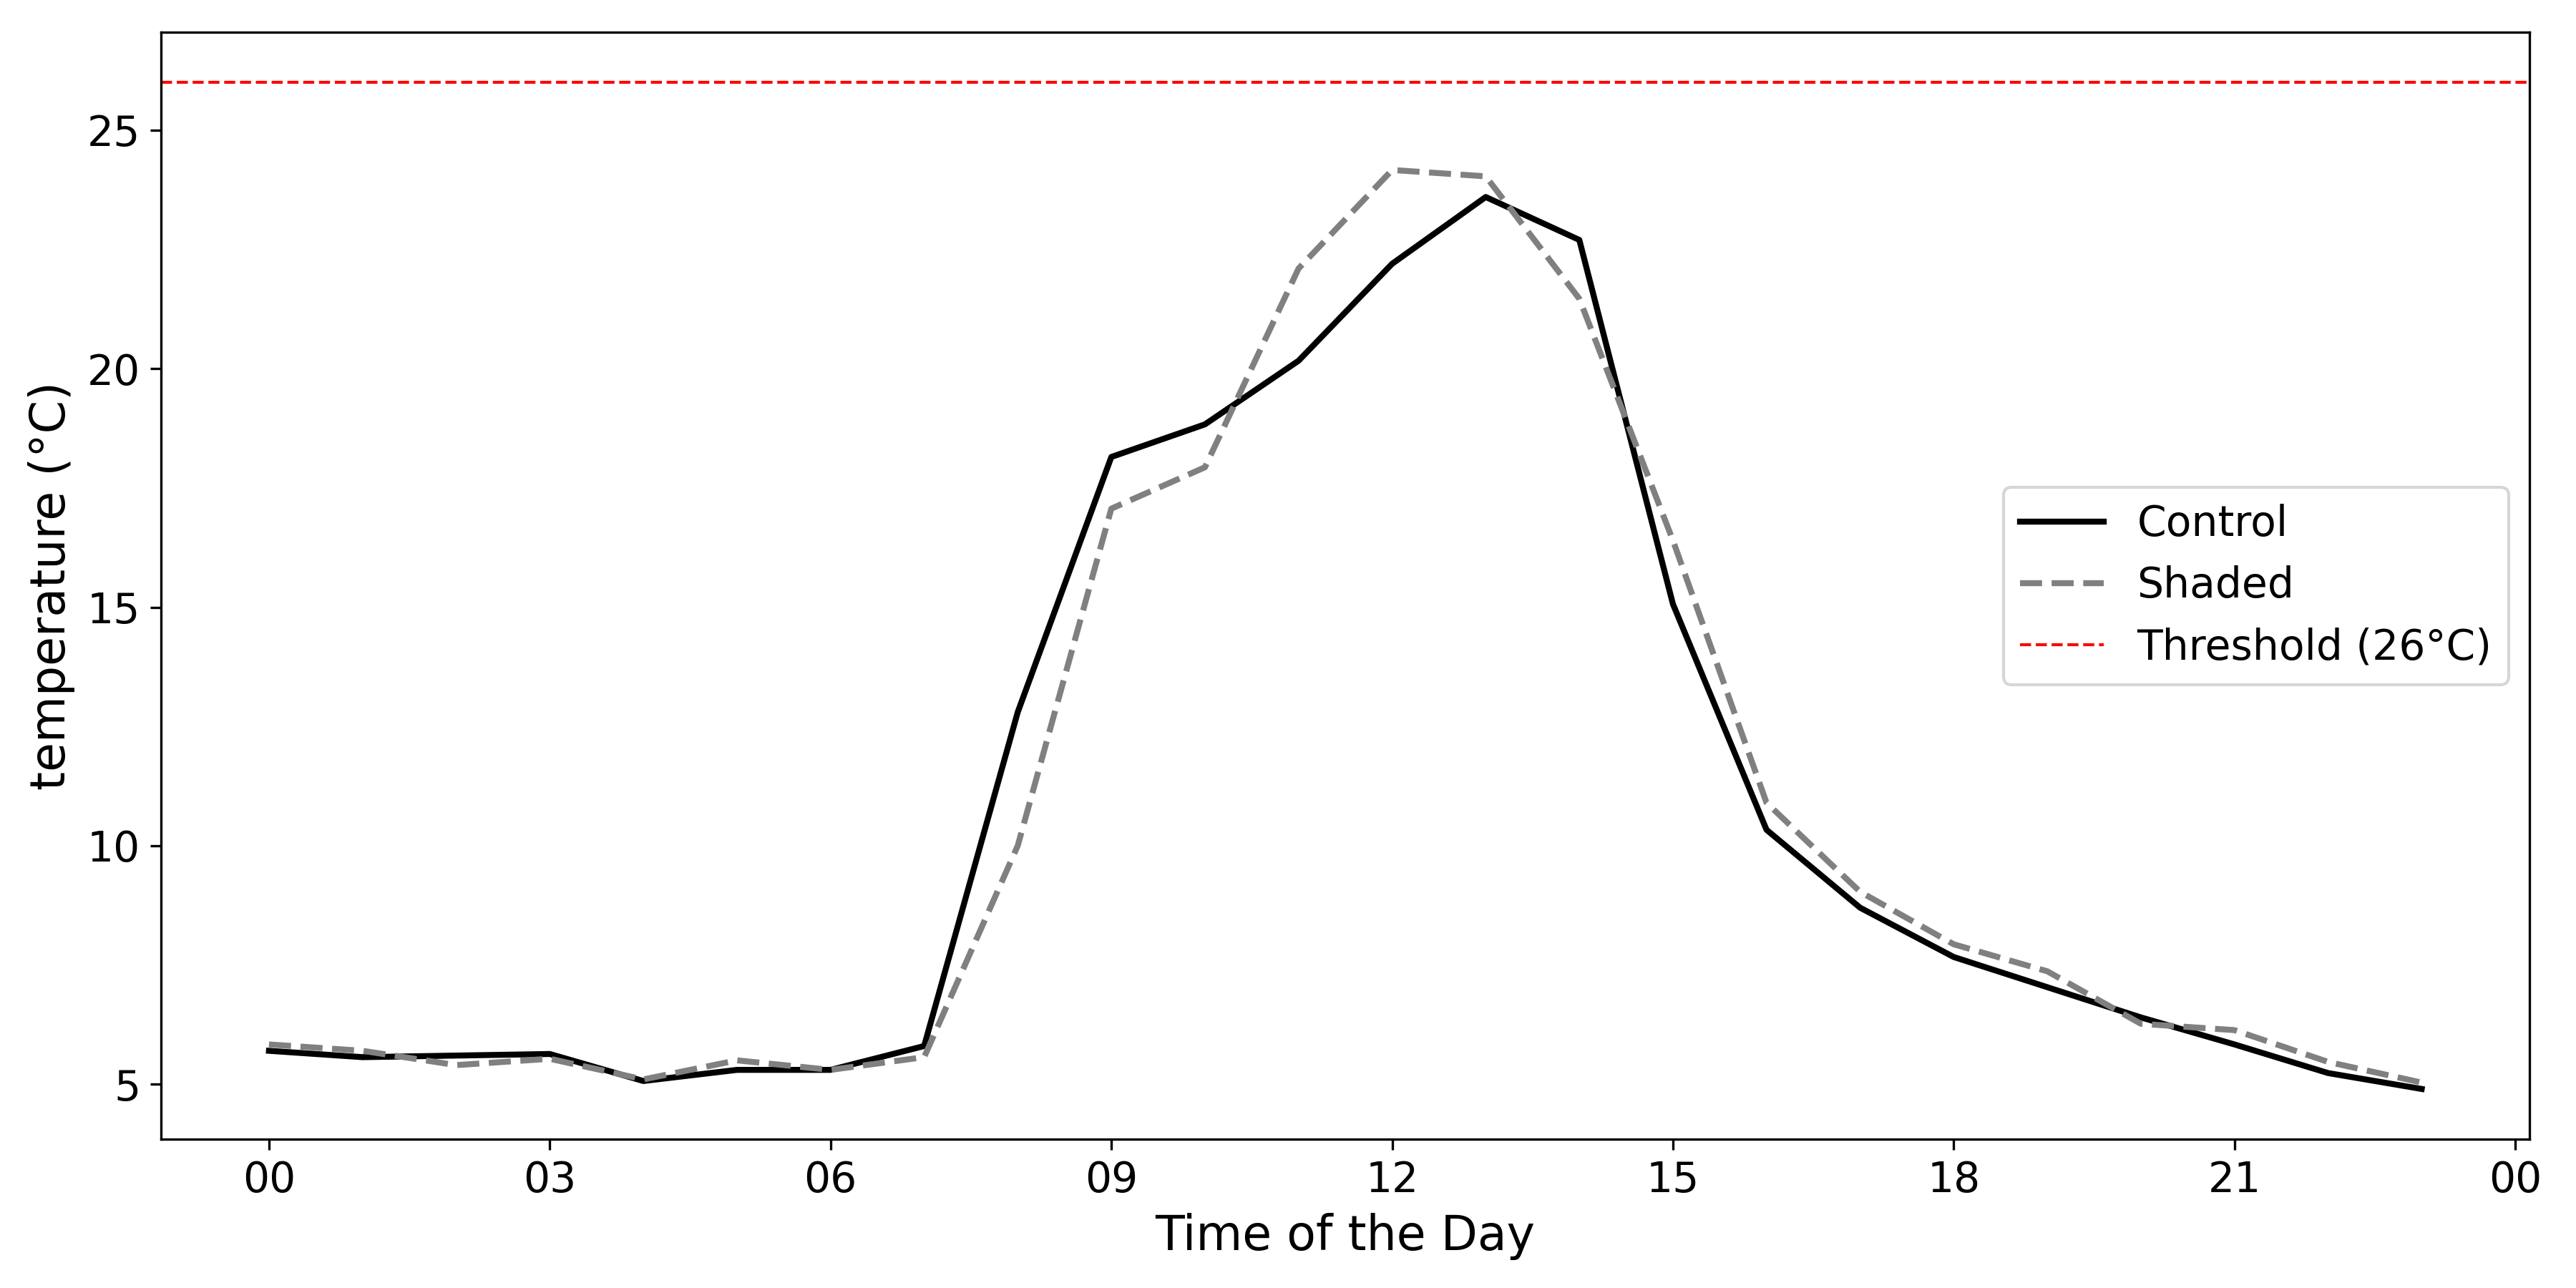 25
20
15
10
5
temperature (°C)
00 03 06 09 12 15 18 21 00
Time of the Day
Control
Shaded
Threshold (26°C)